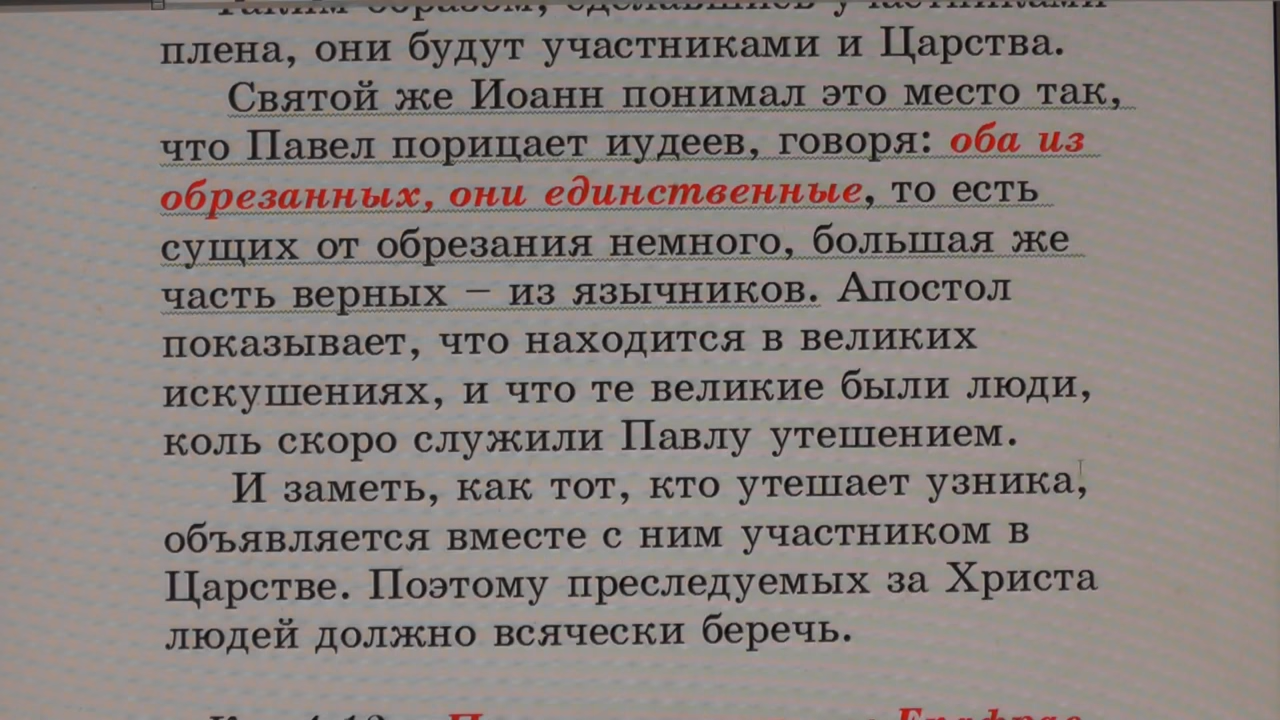 плена, они будут участниками и Царства.
Святой же Иоанн понимал это место так,
что Павел порицает иудеев, говоря: оба из
обрезанных, они единственные, то есть
сущих от обрезания немного, большая же
часть верных – из язычников. Апостол
показывает, что находится в великих
искушениях, и что те великие были люди,
коль скоро служили Павлу утешением.
И заметь, как тот, кто утешает узника,
объявляется вместе с ним участником в
Царстве. Поэтому преследуемых за Христа
людей должно всячески беречь.